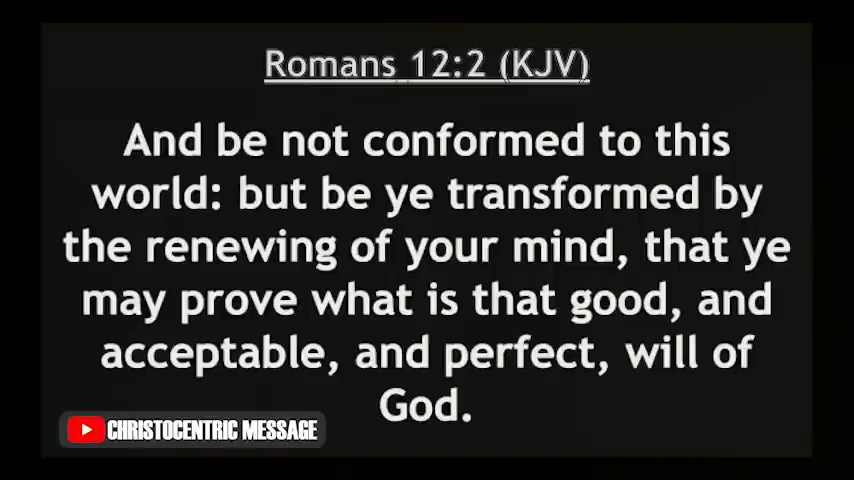 Romans 12:2 (KJV)
And be not conformed to this
world: but be ye transformed by
the renewing of your mind, that ye
may prove what is that good, and
acceptable, and perfect, will of
God.
CHRISTOCENTRIC MESSAGE